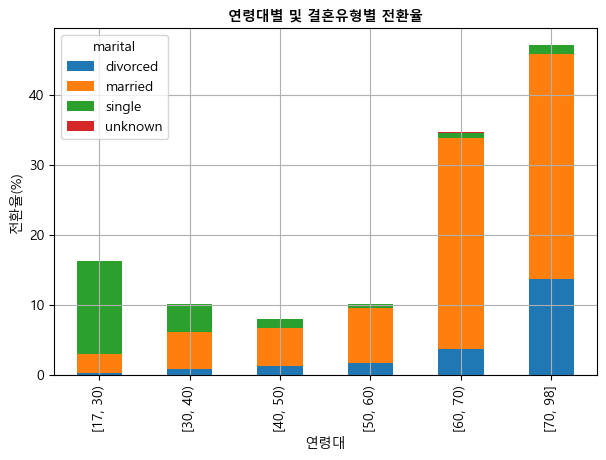 연령대별 및 결혼유형별 전환율
marital
divorced
married
single
unknown
전환율(%)
40
30
20
10
0
[17, 30)
[30, 40)
[40, 50)
[50, 60)
[60, 70)
[70, 98]
연령대